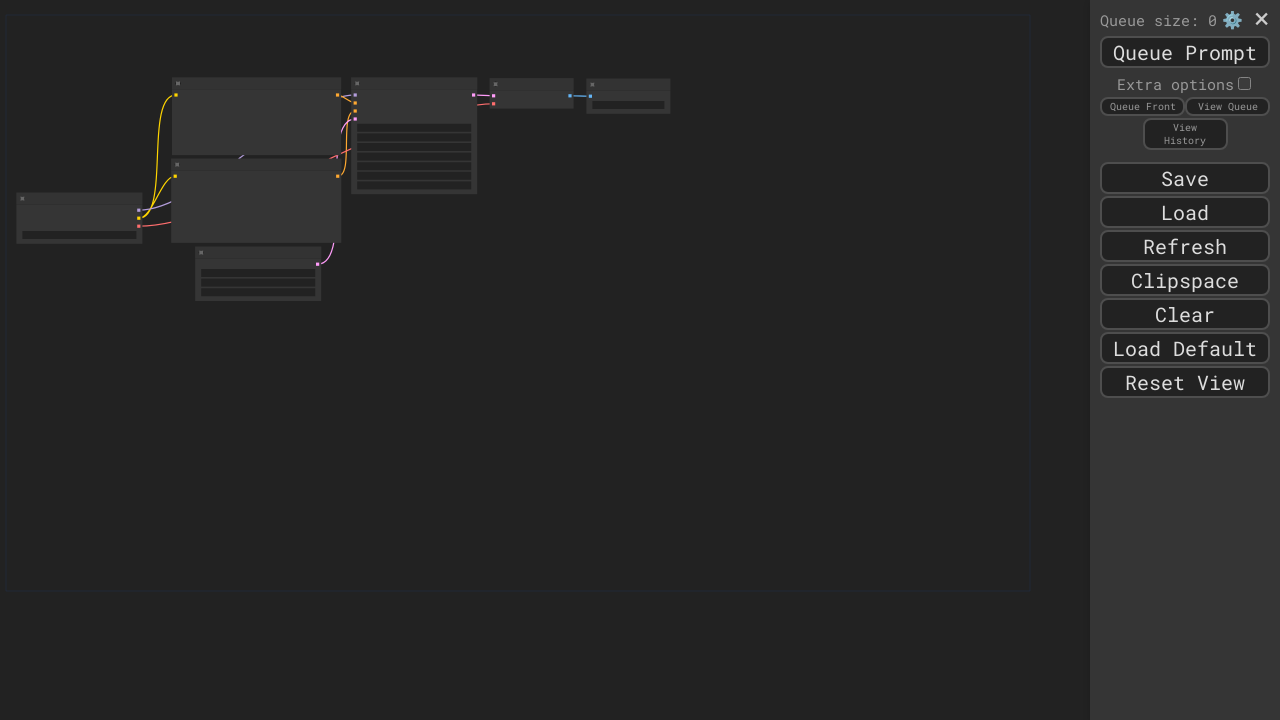 Queue size: 0
Queue Prompt
Extra options
Queue Front
View Queue
View
History
Save
Load
Refresh
Clipspace
Clear
Load Default
Reset View